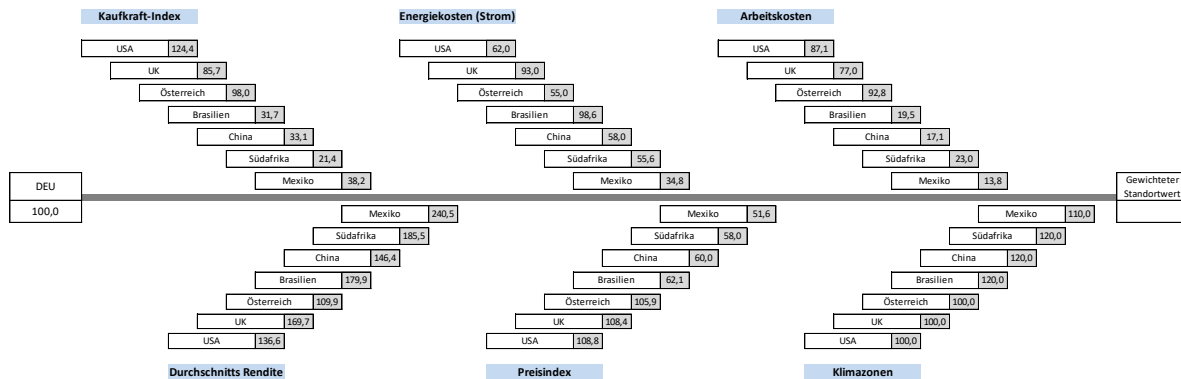 Kaufkraft-Index Energiekosten (Strom) Arbeitskosten
USA 124,4 USA 62,0 USA 87,1
UK 85,7 UK 93,0 UK 77,0
Österreich 98,0 Österreich 55,0 Österreich 92,8
Brasilien 31,7 Brasilien 98,6 Brasilien 19,5
China 33,1 China 58,0 China 17,1
Südafrika 21,4 Südafrika 55,6 Südafrika 23,0
DEU Mexiko 38,2 Mexiko 34,8 Mexiko 13,8 Gewichteter
Standortwert
100,0 Mexiko 240,5 Mexiko 51,6 Mexiko 110,0
Südafrika 185,5 Südafrika 58,0 Südafrika 120,0
China 146,4 China 60,0 China 120,0
Brasilien 179,9 Brasilien 62,1 Brasilien 120,0
Österreich 109,9 Österreich 105,9 Österreich 100,0
UK 169,7 UK 108,4 UK 100,0
USA 136,6 USA 108,8 USA 100,0
Durchschnitts Rendite Preisindex Klimazonen